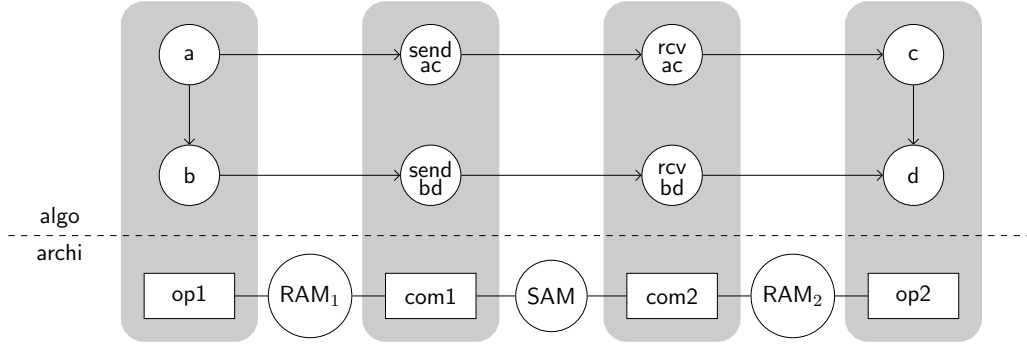 a
send
ac
rcv
ac
c
b
send
bd
rcv
bd
d
algo
archi
op1
RAM₁
com1
SAM
com2
RAM₂
op2